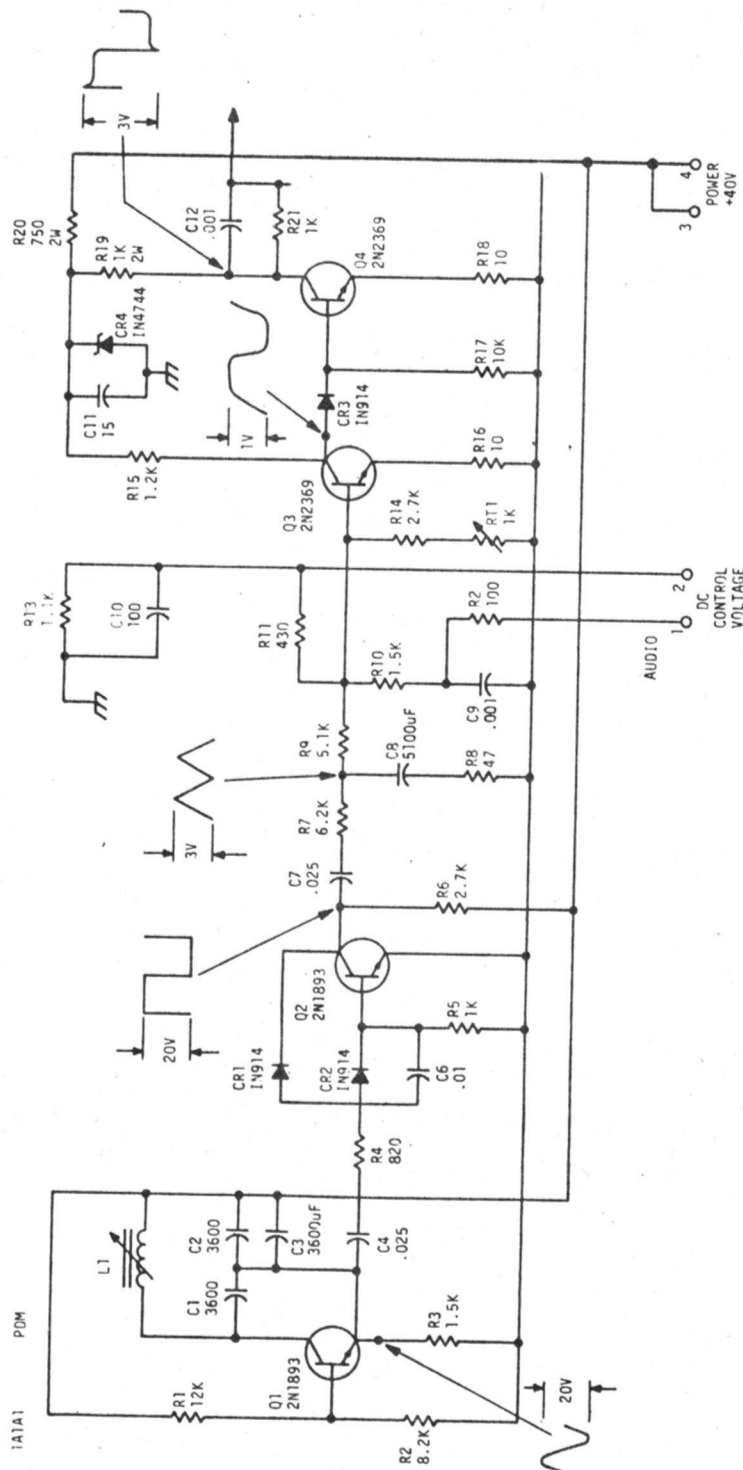 1A1A1 PDM
R1
12K
R2
8.2K
Q1
2N1893
L1
C1
3600
C2
3600
C3
3600uF
C4
.025
R3
1.5K
20V
R4
820
CR1
IN914
CR2
IN914
C6
.01
R5
1K
Q2
2N1893
20V
R6
2.7K
C7
.025
R7
6.2K
3V
R9
5.1K
C8
5100uF
R8
47
R13
C10
100
R11
430
R10
1.5K
C9
.001
R2
100
AUDIO
1
2
DC
CONTROL
VOLTAGE
R14
2.7K
RT1
1K
Q3
2N2369
R15
1.2K
C11
15
CR4
IN4744
1V
CR3
IN914
R16
10
R17
10K
R18
10
Q4
2N2369
R20
750
2W
R19
1K
2W
C12
.001
R21
1K
3V
3
4
POWER
+40V